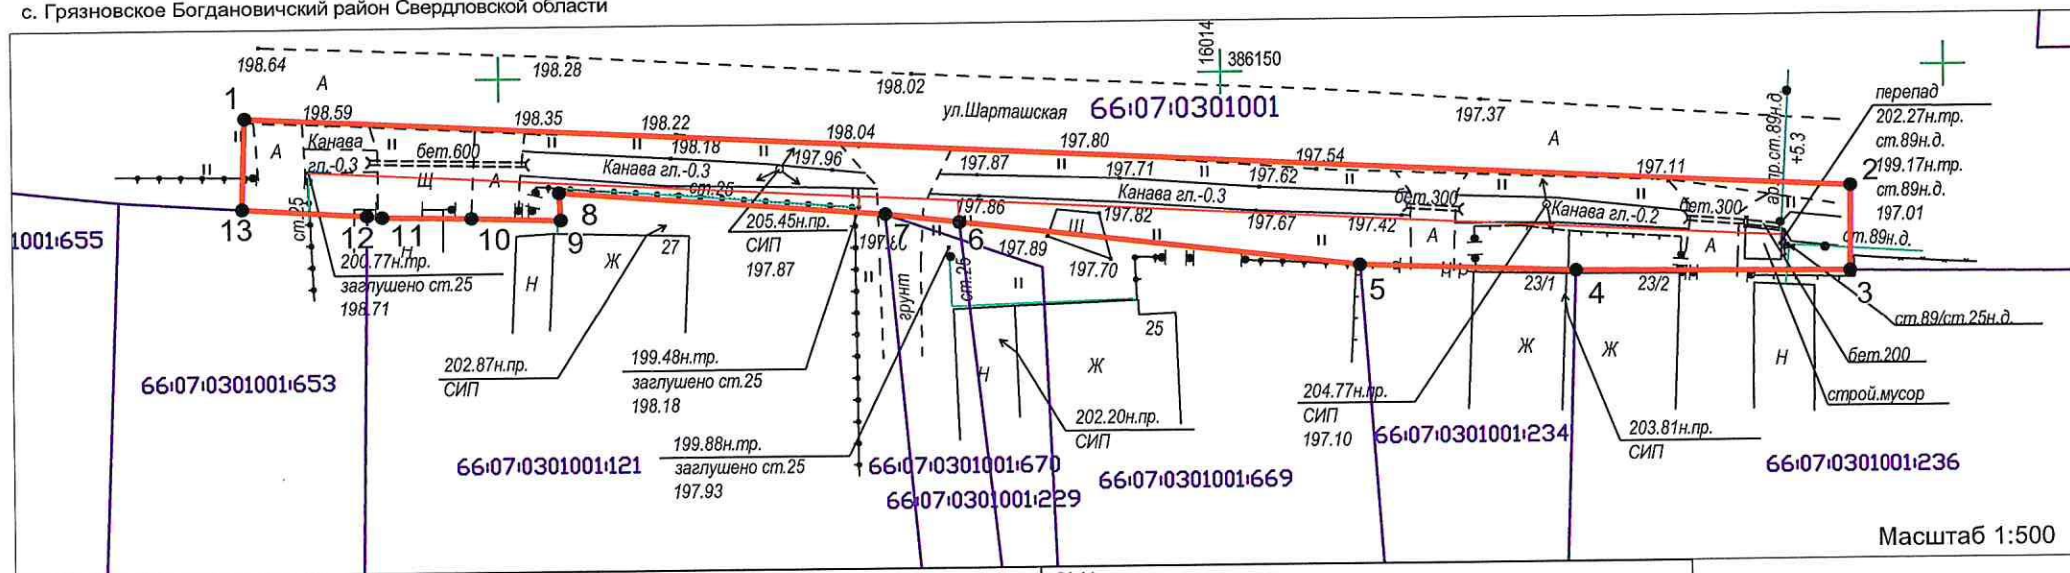 с. Грязновское Богдановичский район Свердловской области
198.64
А
198.28
198.02
16014
386150
ул.Шарташская
66:07:0301001
197.37
А
ар.пр.ст.89н.д.
+5.3
перепад
202.27н.тр.
ст.89н.д.
199.17н.тр.
ст.89н.д.
197.01
1
198.59
198.35
198.22
198.04
197.80
197.54
197.11
2
Канава
гл.-0.3
А
бет.600
198.18
197.96
Канава гл.-0.3
197.87
197.71
197.62
Щ
А
ст.25
Канава гл.-0.3
бет.300
Канава гл.-0.2
бет.300
197.86
197.82
197.67
197.42
А
А
ст.89н.д.
13
ст.25
12
11
10
9
8
7
6
5
4
3
Щ
197.89
197.70
1001:655
Н
Н
Ж
27
205.45н.пр.
СИП
197.87
грунт
ст.25
25
23/1
23/2
заглушено ст.25
198.71
ст.89/ст.25н.д.
бет.200
строй.мусор
66:07:0301001:653
202.87н.пр.
СИП
199.48н.тр.
заглушено ст.25
198.18
199.88н.тр.
заглушено ст.25
197.93
Н
Ж
202.20н.пр.
СИП
204.77н.пр.
СИП
197.10
Ж
Ж
Н
203.81н.пр.
СИП
66:07:0301001:121
66:07:0301001:670
66:07:0301001:229
66:07:0301001:669
66:07:0301001:234
66:07:0301001:236
Масштаб 1:500